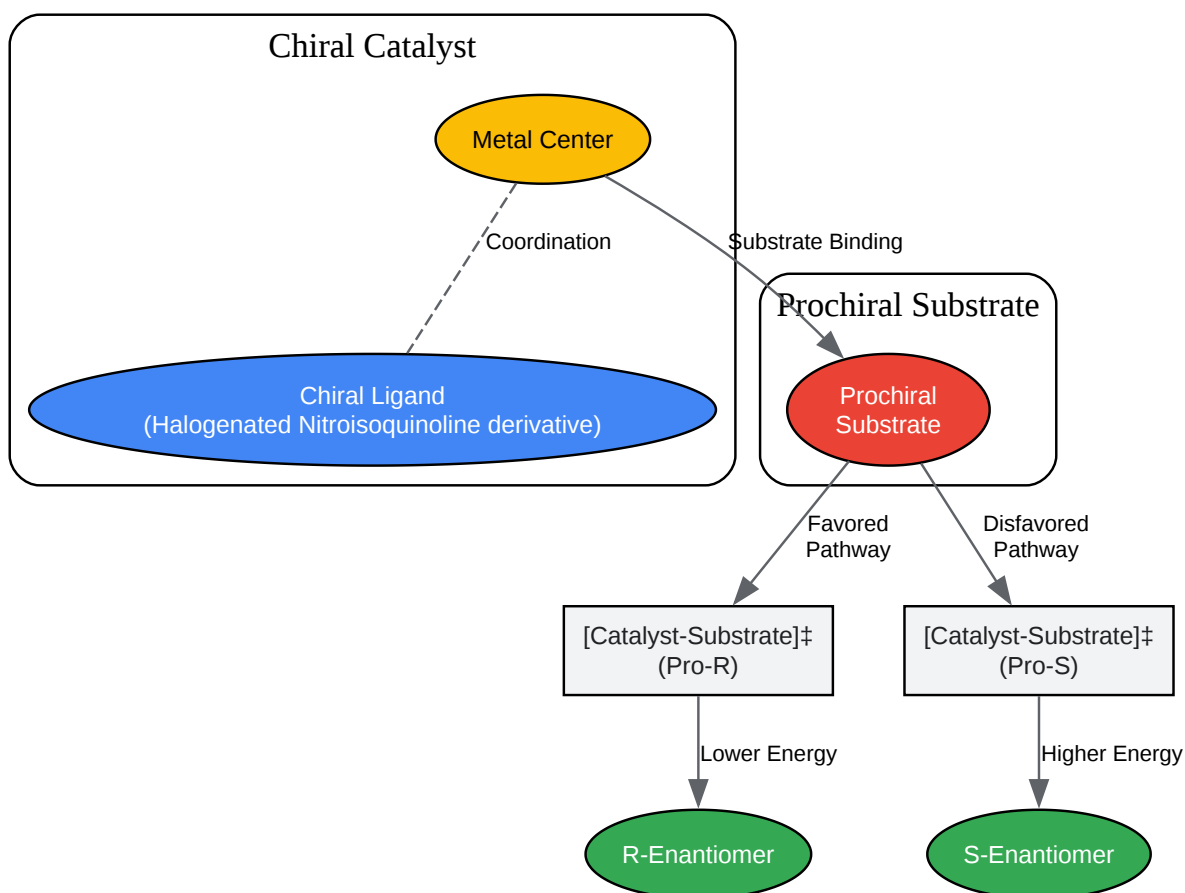 Chiral Catalyst
Metal Center
Coordination
Substrate Binding
Prochiral Substrate
Chiral Ligand
(Halogenated Nitroisoquinoline derivative)
Prochiral
Substrate
Favored
Pathway
Disfavored
Pathway
[Catalyst-Substrate]‡
(Pro-R)
[Catalyst-Substrate]‡
(Pro-S)
Lower Energy
Higher Energy
R-Enantiomer
S-Enantiomer